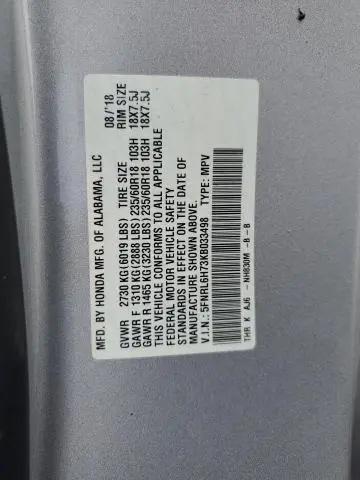 MFD. BY HONDA MFG. OF ALABAMA, LLC 08/'18
GVWR 2730 KG(6019 LBS) TIRE SIZE RIM SIZE
GAWR F 1310 KG(2888 LBS)235/60R18 103H 18X7.5J
GAWR R 1465 KG(3230 LBS)235/60R18 103H 18X7.5J
THIS VEHICLE CONFORMS TO ALL APPLICABLE
FEDERAL MOTOR VEHICLE SAFETY
STANDARDS IN EFFECT ON THE DATE OF
MANUFACTURE SHOWN ABOVE.
V.I.N.: 5FNRL6H73KB033498 TYPE: MPV
THR K AJ6 - NH830M -B -B